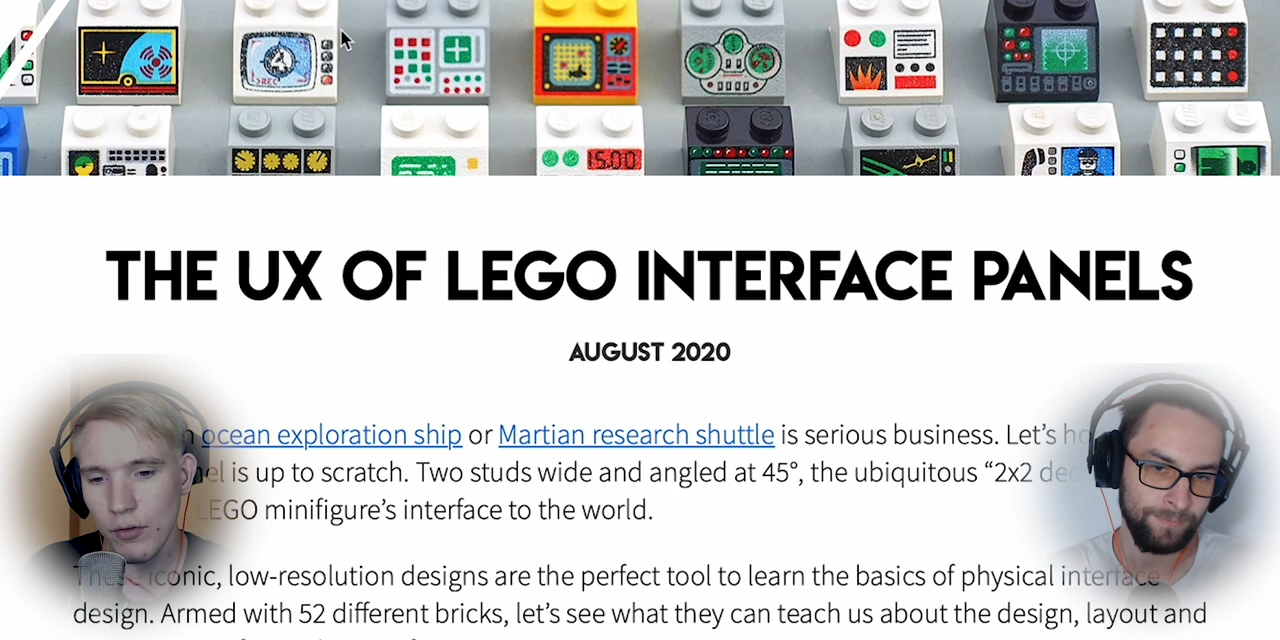 15:00
THE UX OF LEGO INTERFACE PANELS
AUGUST 2020
ocean exploration ship or Martian research shuttle is serious business. Let’s
is up to scratch. Two studs wide and angled at 45°, the ubiquitous “2x2
LEGO minifigure’s interface to the world.
These iconic, low-resolution designs are the perfect tool to learn the basics of physical interface
design. Armed with 52 different bricks, let’s see what they can teach us about the design, layout and